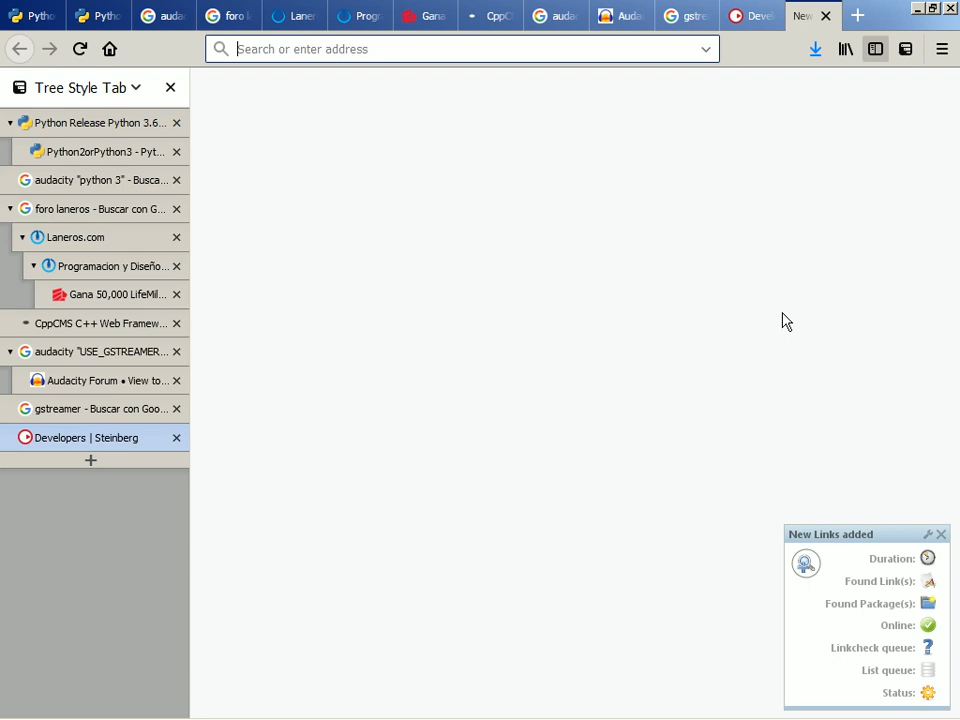 Pytho
Pytho
auda
foro l
Laner
Progr
Gana
CppC
auda
Auda
gstre
Devel
New
Search or enter address
Tree Style Tab
Python Release Python 3.6...
Python2orPython3 - Pyt...
audacity "python 3" - Busca...
foro laneros - Buscar con G...
Laneros.com
Programacion y Diseño...
Gana 50,000 LifeMil...
CppCMS C++ Web Framew...
audacity "USE_GSTREAMER...
Audacity Forum • View to...
gstreamer - Buscar con Goo...
Developers | Steinberg
New Links added
Duration:
Found Link(s):
Found Package(s):
Online:
Linkcheck queue:
List queue:
Status: